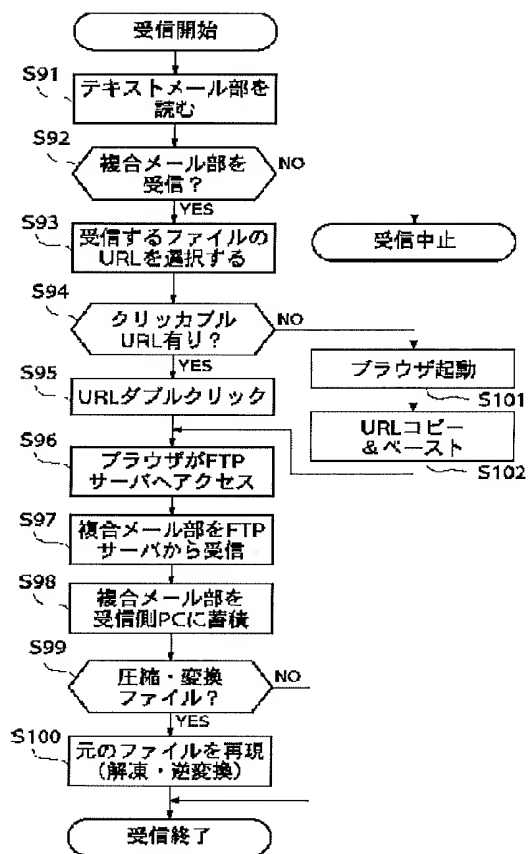 受信開始
S91
テキストメール部を
読む
S92
複合メール部を
受信？
NO
YES
S93
受信するファイルの
URLを選択する
受信中止
S94
クリッカブル
URL有り？
NO
YES
S95
URLダブルクリック
ブラウザ起動
S101
URLコピー
&ペースト
S102
S96
ブラウザがFTP
サーバへアクセス
S97
複合メール部をFTP
サーバから受信
S98
複合メール部を
受信側PCに蓄積
S99
圧縮・変換
ファイル？
NO
YES
S100
元のファイルを再現
(解凍・逆変換)
受信終了